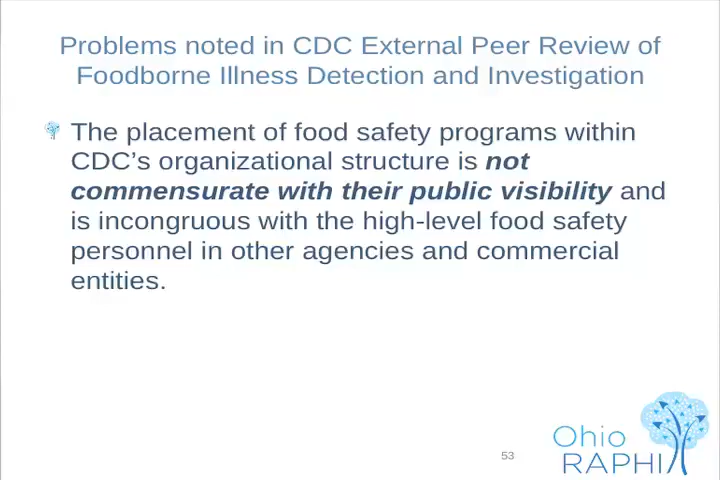 Problems noted in CDC External Peer Review of
Foodborne Illness Detection and Investigation
The placement of food safety programs within
CDC’s organizational structure is not
commensurate with their public visibility and
is incongruous with the high-level food safety
personnel in other agencies and commercial
entities.
53
Ohio
RAPHI